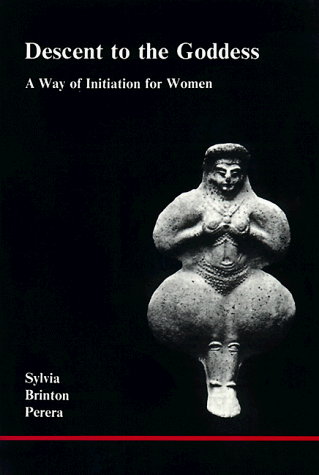 Descent to the Goddess
A Way of Initiation for Women
Sylvia
Brinton
Perera